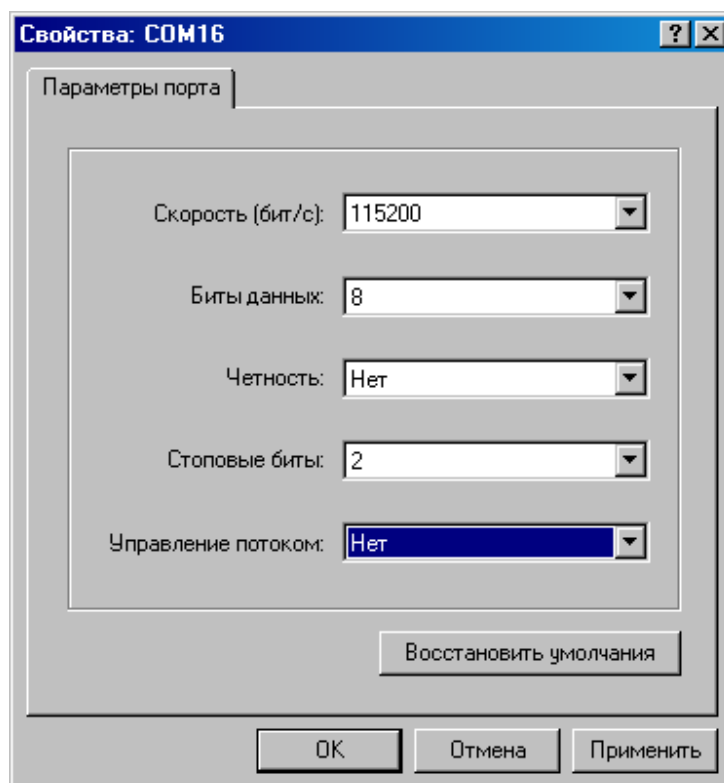 Свойства: COM16
Параметры порта
Скорость (бит/с): 115200
Биты данных: 8
Четность: Нет
Стоповые биты: 2
Управление потоком: Нет
Восстановить умолчания
OK Отмена Применить